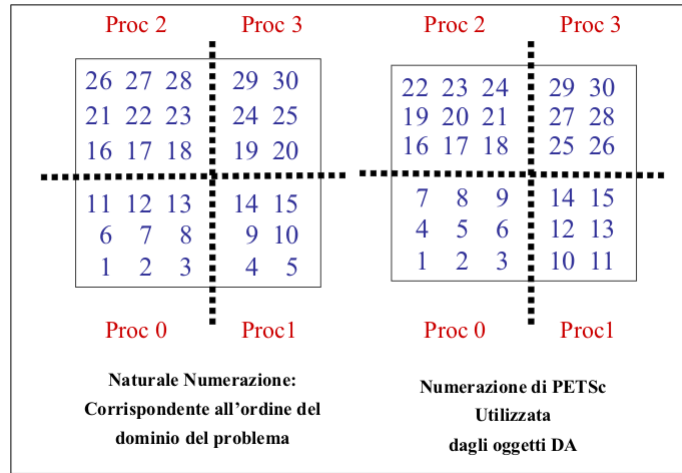 Proc 2 Proc 3
26 27 28 29 30
21 22 23 24 25
16 17 18 19 20
11 12 13 14 15
6 7 8 9 10
1 2 3 4 5
Proc 0 Proc1
Naturale Numerazione:
Corrispondente all'ordine del
dominio del problema
Proc 2 Proc 3
22 23 24 29 30
19 20 21 27 28
16 17 18 25 26
7 8 9 14 15
4 5 6 12 13
1 2 3 10 11
Proc 0 Proc1
Numerazione di PETSc
Utilizzata
dagli oggetti DA